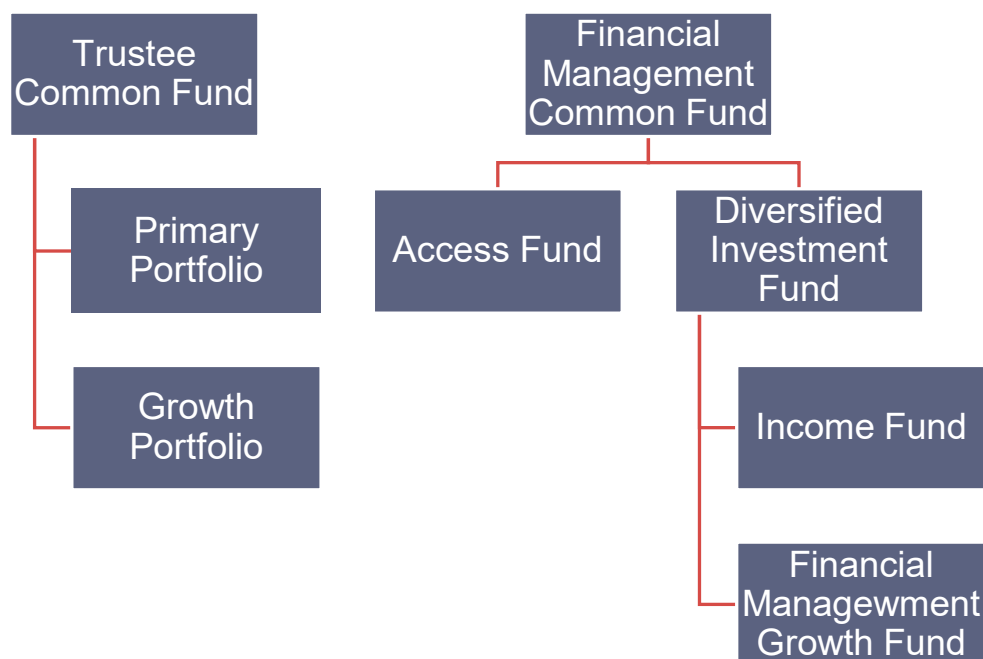 Trustee
Common Fund
Primary
Portfolio
Growth
Portfolio
Financial
Management
Common Fund
Access Fund
Diversified
Investment
Fund
Income Fund
Financial
Managewment
Growth Fund